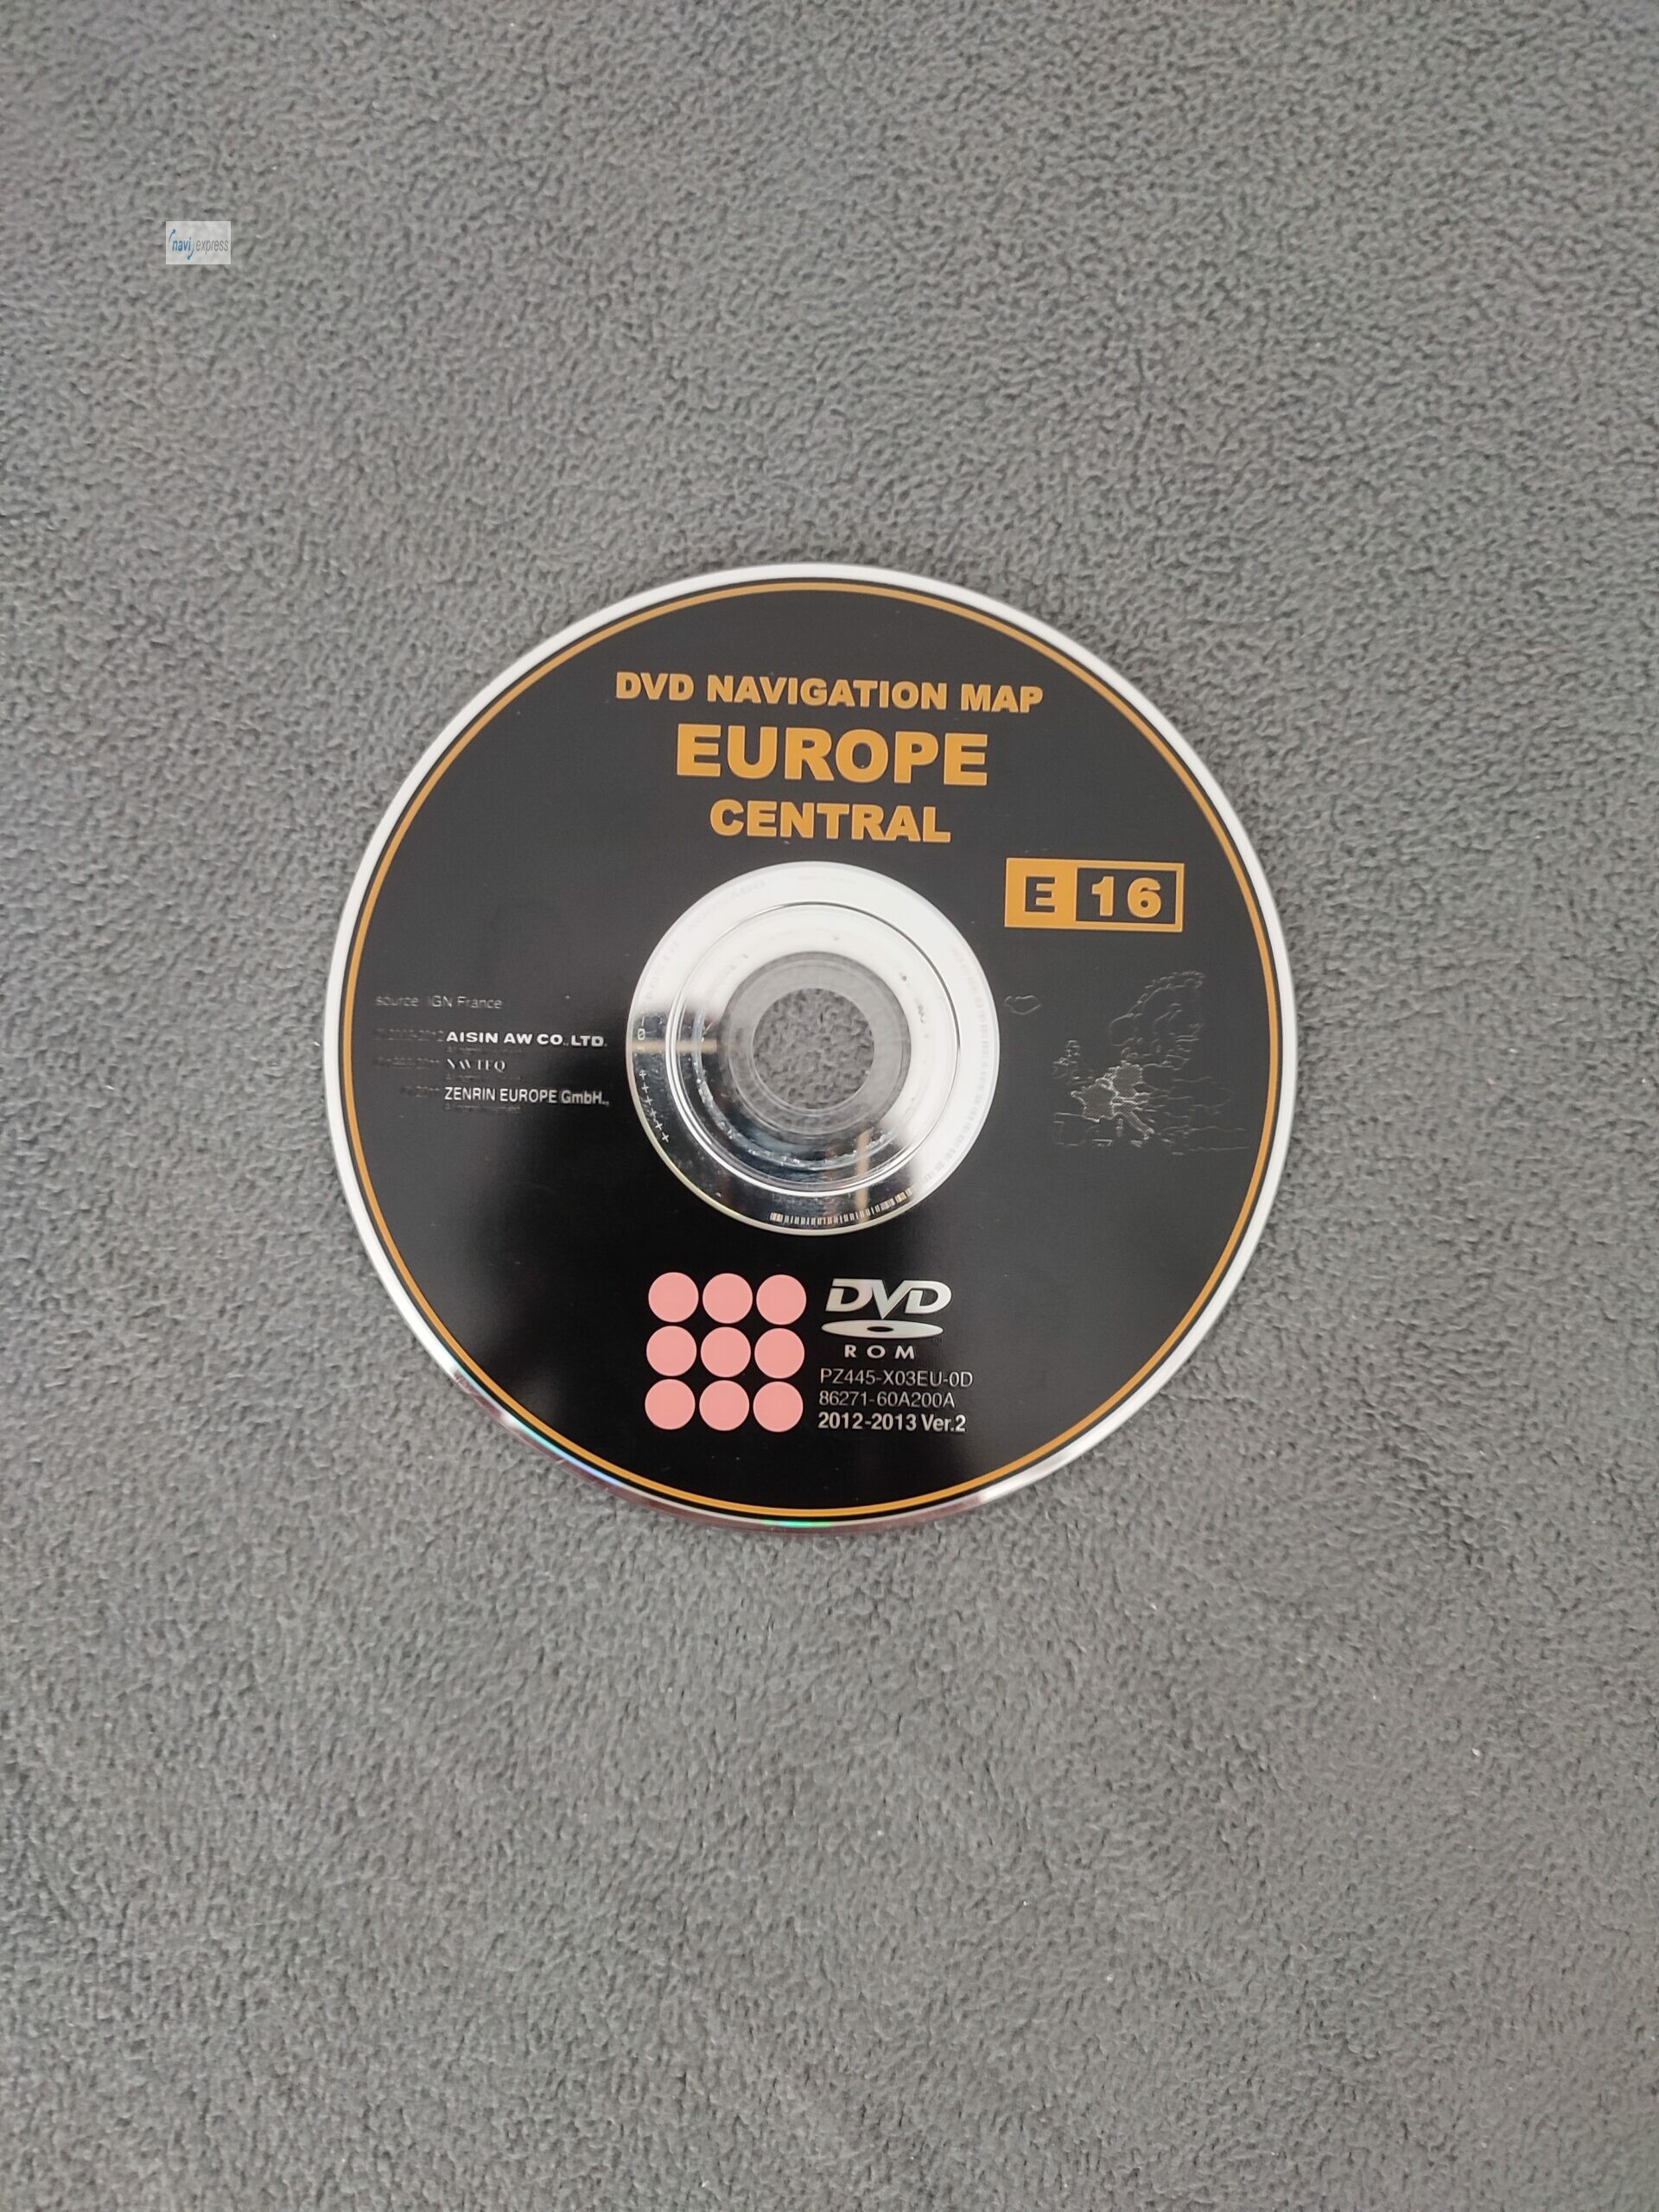 navi express
DVD NAVIGATION MAP
EUROPE
CENTRAL
E 16
source: IGN France
AISIN AW CO., LTD.
NAVTEQ
ZENRIN EUROPE GmbH.,
DVD
ROM
PZ445-X03EU-0D
86271-60A200A
2012-2013 Ver.2